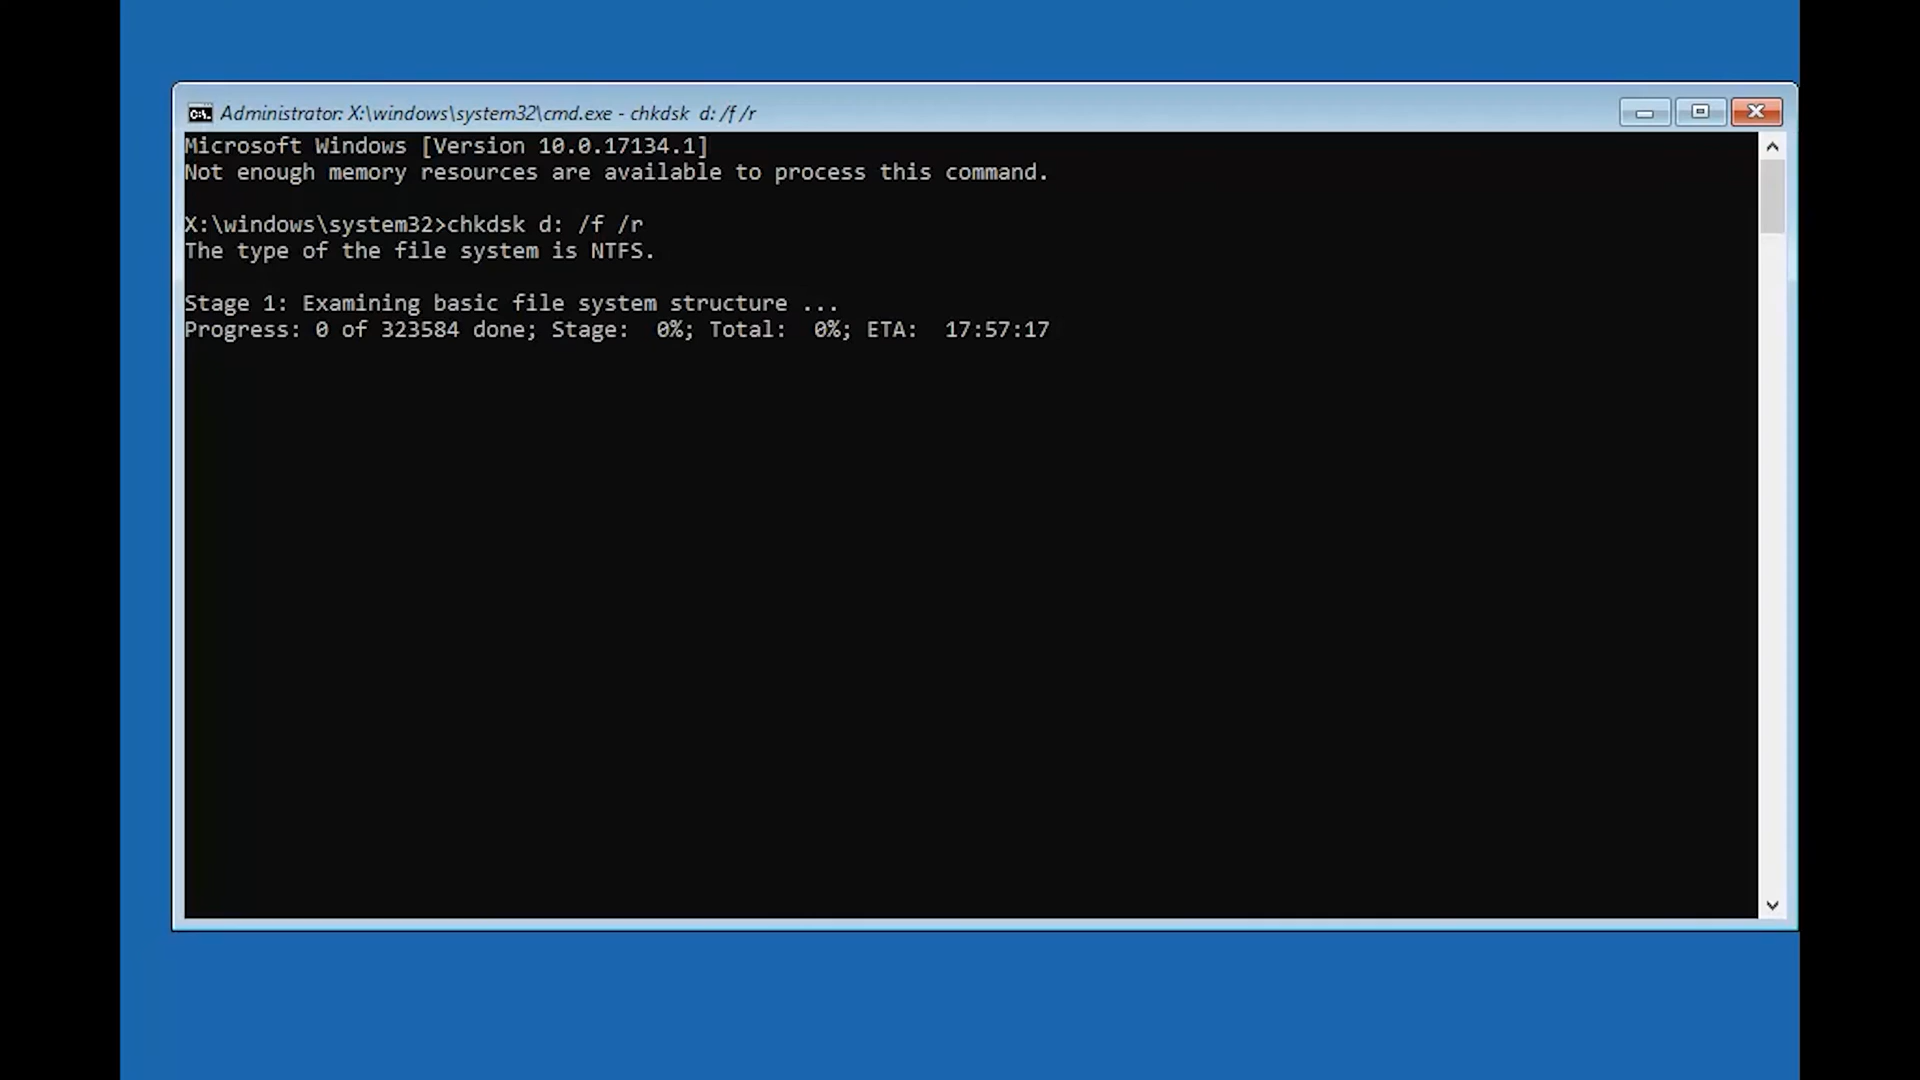 Administrator: X:\windows\system32\cmd.exe - chkdsk  d: /f /r
Microsoft Windows [Version 10.0.17134.1]
Not enough memory resources are available to process this command.
X:\windows\system32>chkdsk d: /f /r
The type of the file system is NTFS.
Stage 1: Examining basic file system structure ...
Progress: 0 of 323584 done; Stage:  0%; Total:  0%; ETA:  17:57:17